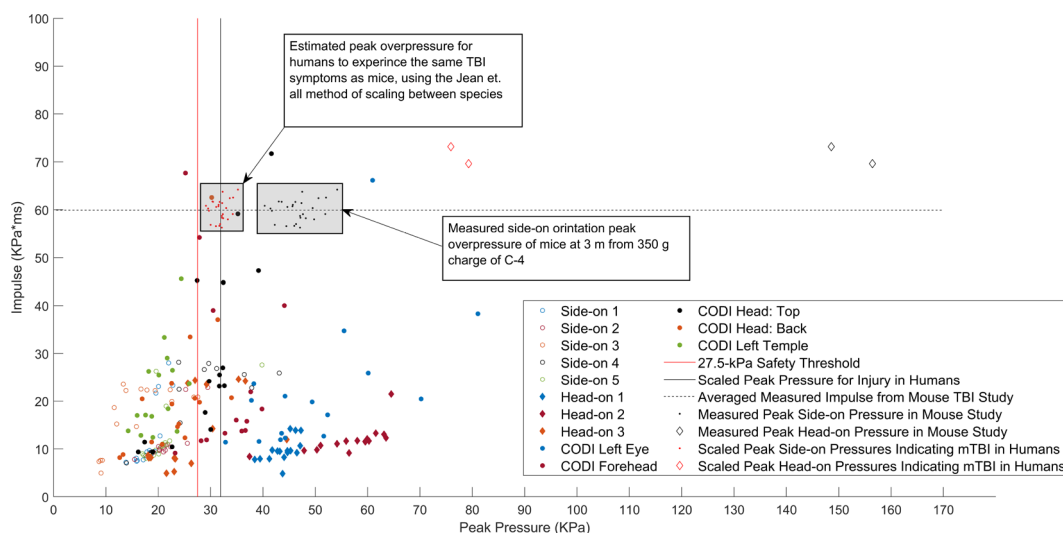 Estimated peak overpressure for
humans to experince the same TBI
symptoms as mice, using the Jean et.
all method of scaling between species
Measured side-on orintation peak
overpressure of mice at 3 m from 350 g
charge of C-4
Impulse (KPa*ms)
100
90
80
70
60
50
40
30
20
10
0
0 10 20 30 40 50 60 70 80 90 100 110 120 130 140 150 160 170
Peak Pressure (KPa)
Side-on 1
Side-on 2
Side-on 3
Side-on 4
Side-on 5
Head-on 1
Head-on 2
Head-on 3
CODI Left Eye
CODI Forehead
CODI Head: Top
CODI Head: Back
CODI Left Temple
27.5-kPa Safety Threshold
Scaled Peak Pressure for Injury in Humans
Averaged Measured Impulse from Mouse TBI Study
Measured Peak Side-on Pressure in Mouse Study
Measured Peak Head-on Pressure in Mouse Study
Scaled Peak Side-on Pressures Indicating mTBI in Humans
Scaled Peak Head-on Pressures Indicating mTBI in Humans